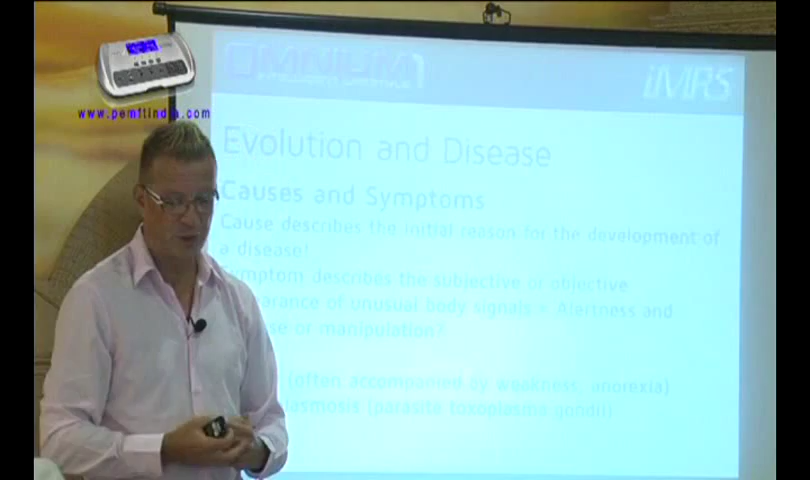 OMNIUM1
iMRS
www.pemftindia.com
Evolution and Disease
Causes and Symptoms
Cause describes the initial reason for the development of
a disease!
Symptom describes the subjective or objective
appearance of unusual body signals = Alertness and
or manipulation?
(often accompanied by weakness, anorexia)
(parasite toxoplasma gondii)